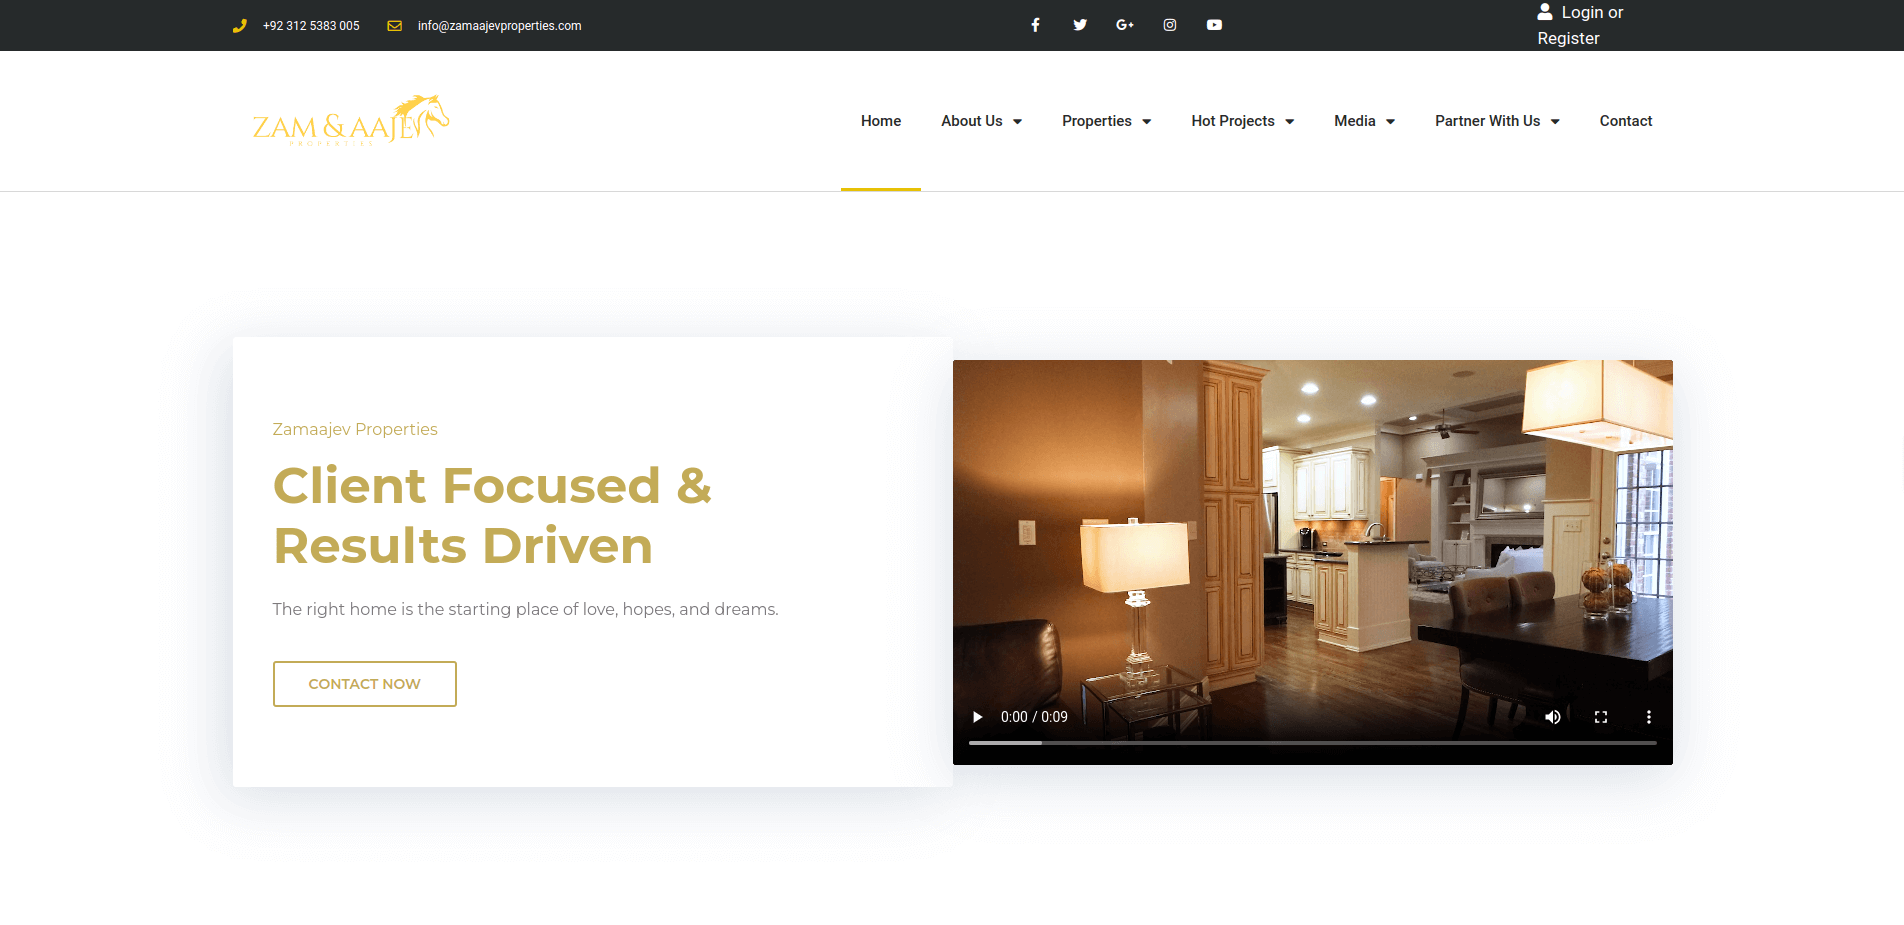 +92 312 5383 005
info@zamaajevproperties.com
Login or
Register
ZAM & AAJEV
PROPERTIES
Home
About Us
Properties
Hot Projects
Media
Partner With Us
Contact
Zamaajev Properties
Client Focused &
Results Driven
The right home is the starting place of love, hopes, and dreams.
CONTACT NOW
0:00 / 0:09